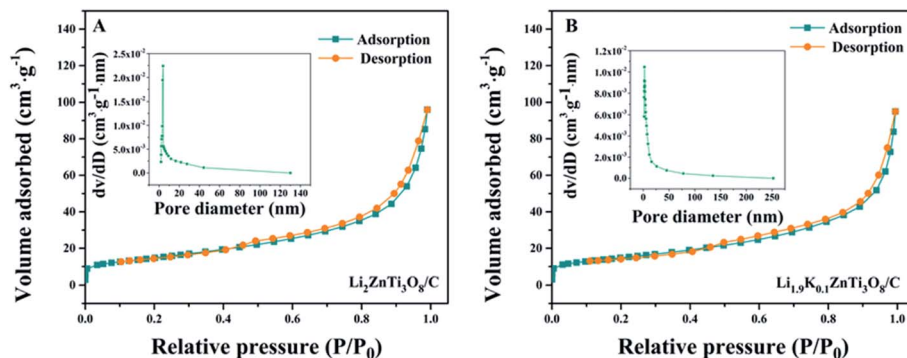 A
Adsorption
Desorption
Volume adsorbed (cm³·g⁻¹)
140
120
100
80
60
40
20
0
dv/dD (cm³·g⁻¹·nm)
2.5x10⁻²
2.0x10⁻²
1.5x10⁻²
1.0x10⁻²
5.0x10⁻³
0.0
0 20 40 60 80 100 120 140
Pore diameter (nm)
Li₂ZnTi₃O₈/C
0.0 0.2 0.4 0.6 0.8 1.0
Relative pressure (P/P₀)
B
Adsorption
Desorption
Volume adsorbed (cm³·g⁻¹)
140
120
100
80
60
40
20
0
dv/dD (cm³·g⁻¹·nm)
1.2x10⁻²
1.0x10⁻²
8.0x10⁻³
6.0x10⁻³
4.0x10⁻³
2.0x10⁻³
0.0
0 50 100 150 200 250
Pore diameter (nm)
Li₁.₉K₀.₁ZnTi₃O₈/C
0.0 0.2 0.4 0.6 0.8 1.0
Relative pressure (P/P₀)